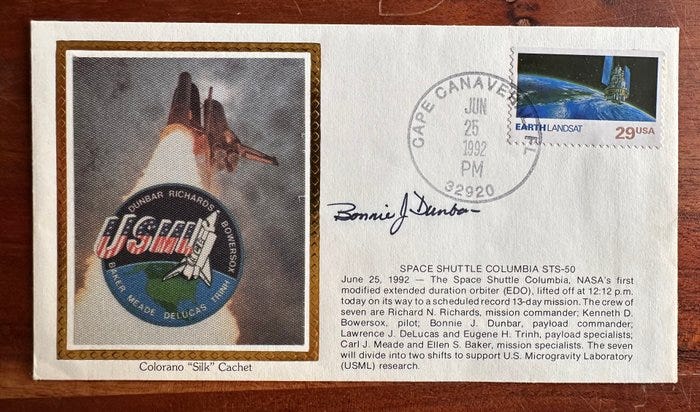 CAPE CANAVERAL, FL
JUN
25
1992
PM
32920
EARTH LANDSAT
29 USA
DUNBAR RICHARDS BOWERSOX
USML
BAKER MEADE DELUCAS TRINH
Bonnie J Dunbar
SPACE SHUTTLE COLUMBIA STS-50
June 25, 1992 — The Space Shuttle Columbia, NASA's first
modified extended duration orbiter (EDO), lifted off at 12:12 p.m.
today on its way to a scheduled record 13-day mission. The crew of
seven are Richard N. Richards, mission commander; Kenneth D.
Bowersox, pilot; Bonnie J. Dunbar, payload commander;
Lawrence J. DeLucas and Eugene H. Trinh, payload specialists;
Carl J. Meade and Ellen S. Baker, mission specialists. The seven
will divide into two shifts to support U.S. Microgravity Laboratory
(USML) research.
Colorano "Silk" Cachet